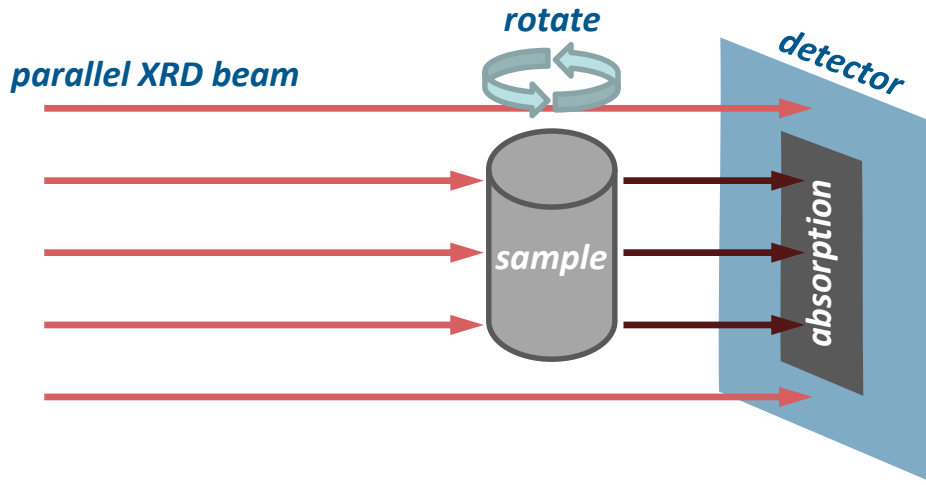 rotate
parallel XRD beam
detector
sample
absorption